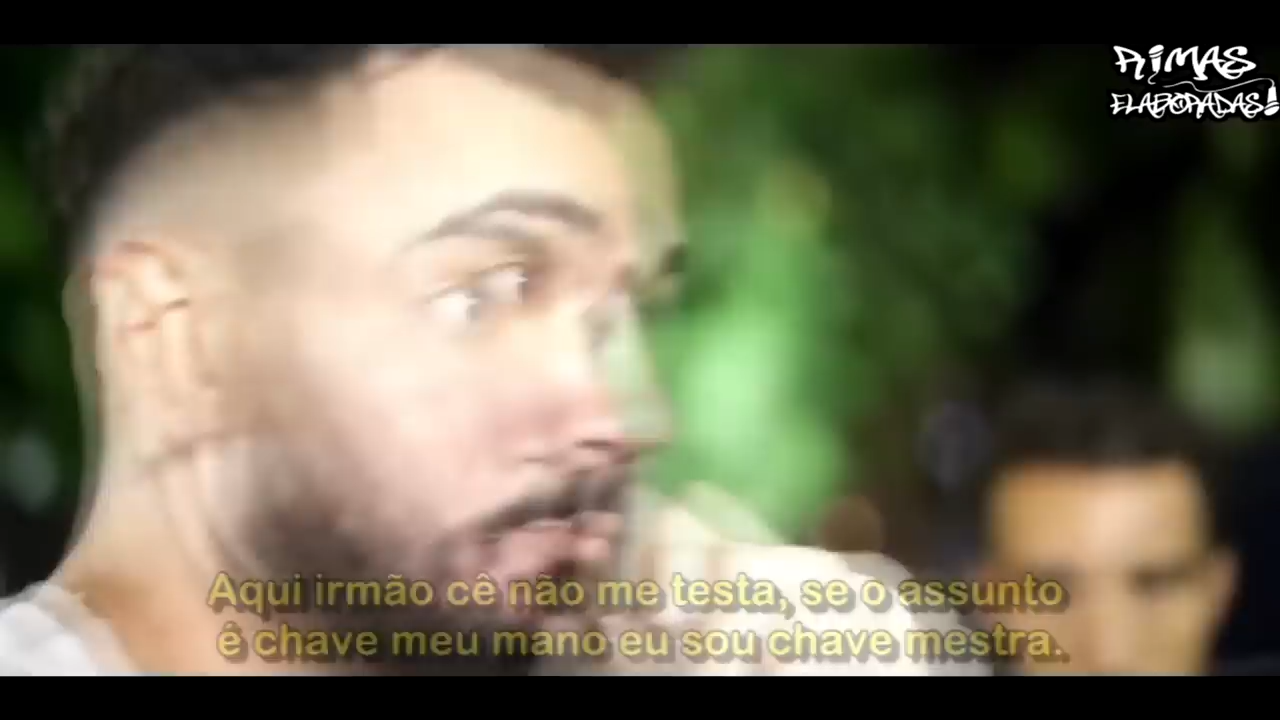 RIMAS
ELABORADAS!
Aqui irmão cê não me testa, se o assunto
é chave meu mano eu sou chave mestra.